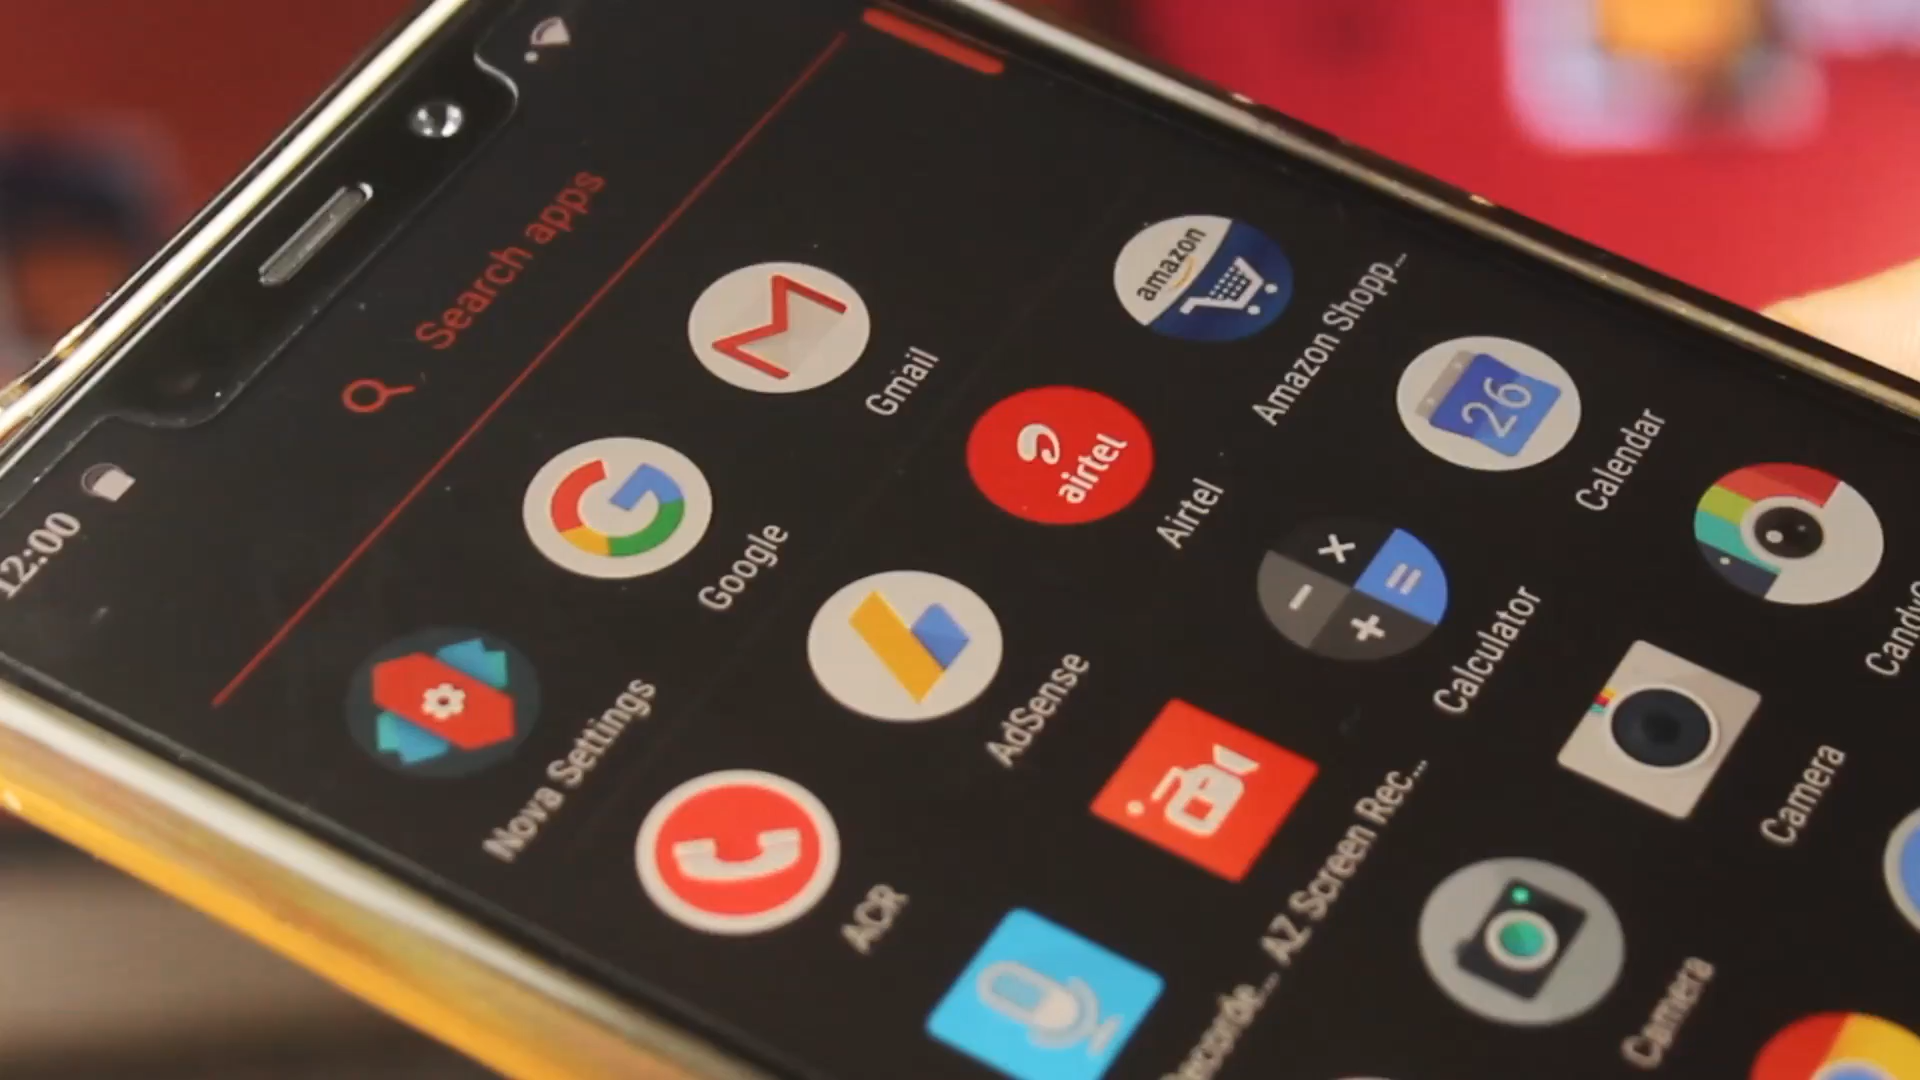 12:00
Search apps
Nova Settings
Google
Gmail
ACR
AdSense
airtel
Airtel
amazon
Amazon Shopp...
AZ Screen Rec...
× = - +
Calculator
26
Calendar
Camera
Camera